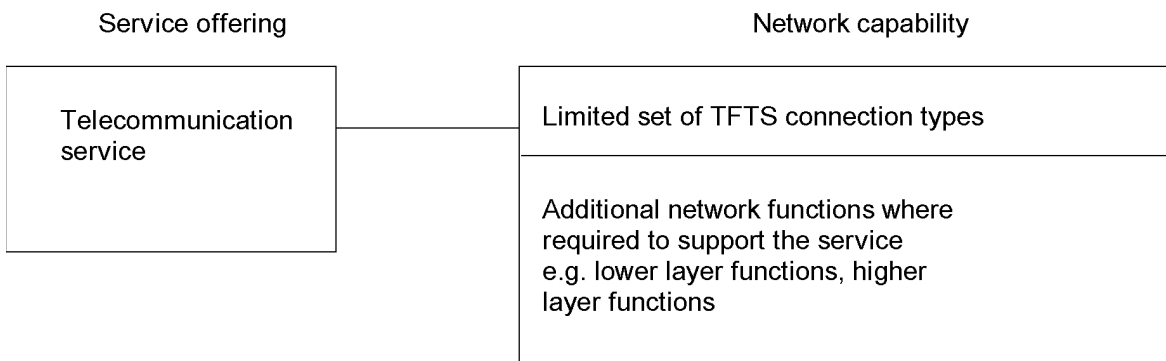 Service offering
Network capability
Telecommunication
service
Limited set of TFTS connection types
Additional network functions where
required to support the service
e.g. lower layer functions, higher
layer functions